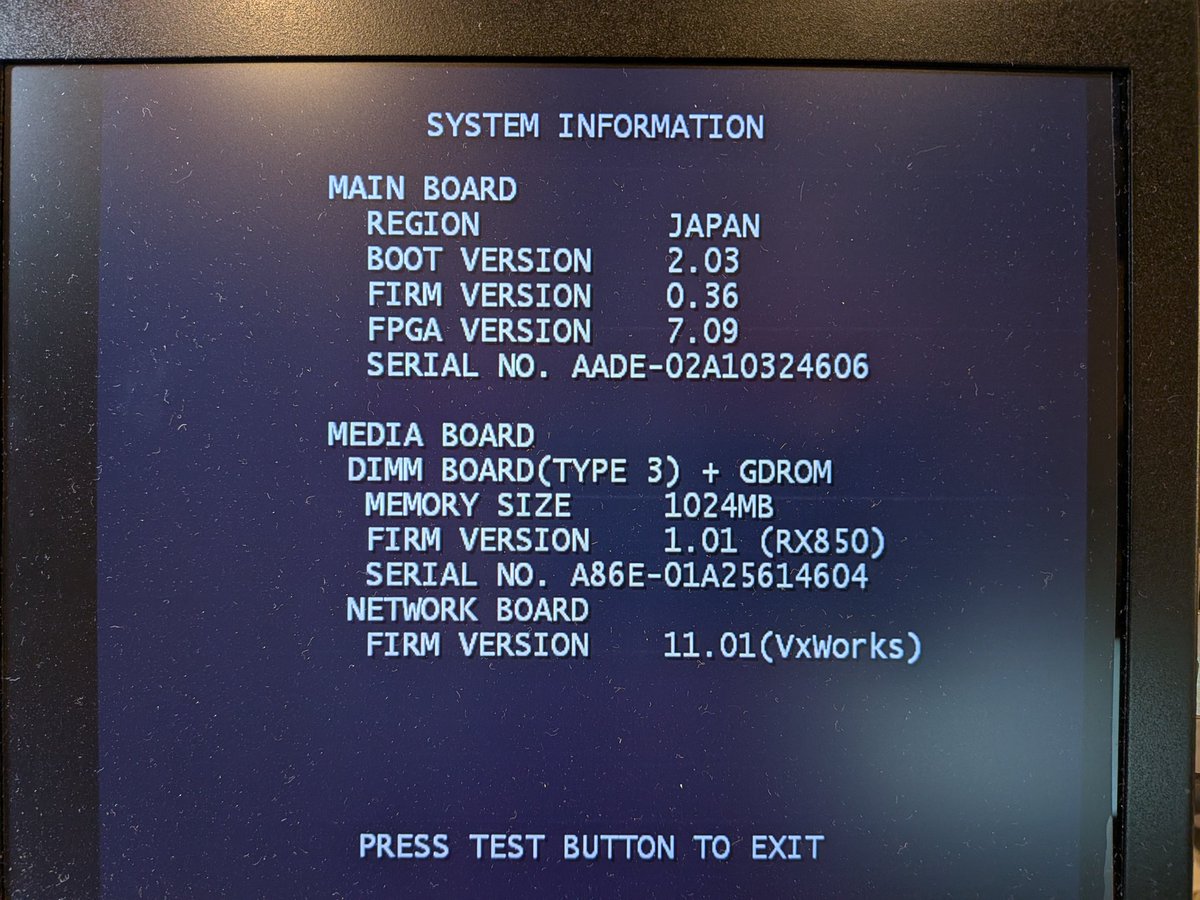 SYSTEM INFORMATION
MAIN BOARD
REGION JAPAN
BOOT VERSION 2.03
FIRM VERSION 0.36
FPGA VERSION 7.09
SERIAL NO. AADE-02A10324606
MEDIA BOARD
DIMM BOARD(TYPE 3) + GDROM
MEMORY SIZE 1024MB
FIRM VERSION 1.01 (RX850)
SERIAL NO. A86E-01A25614604
NETWORK BOARD
FIRM VERSION 11.01(VxWorks)
PRESS TEST BUTTON TO EXIT